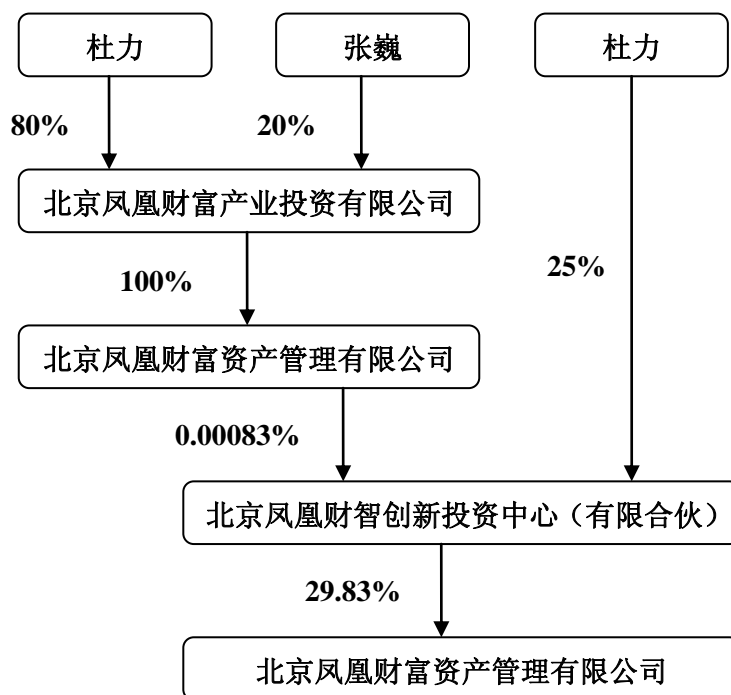 杜力
张巍
杜力
80%
20%
北京凤凰财富产业投资有限公司
25%
100%
北京凤凰财富资产管理有限公司
0.00083%
北京凤凰财智创新投资中心（有限合伙）
29.83%
北京凤凰财富资产管理有限公司